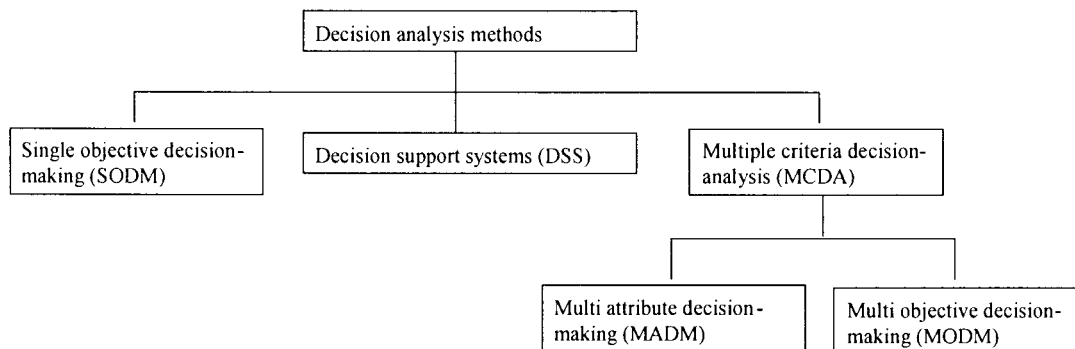 Decision analysis methods
Single objective decision-
making (SODM)
Decision support systems (DSS)
Multiple criteria decision-
analysis (MCDA)
Multi attribute decision-
making (MADM)
Multi objective decision-
making (MODM)